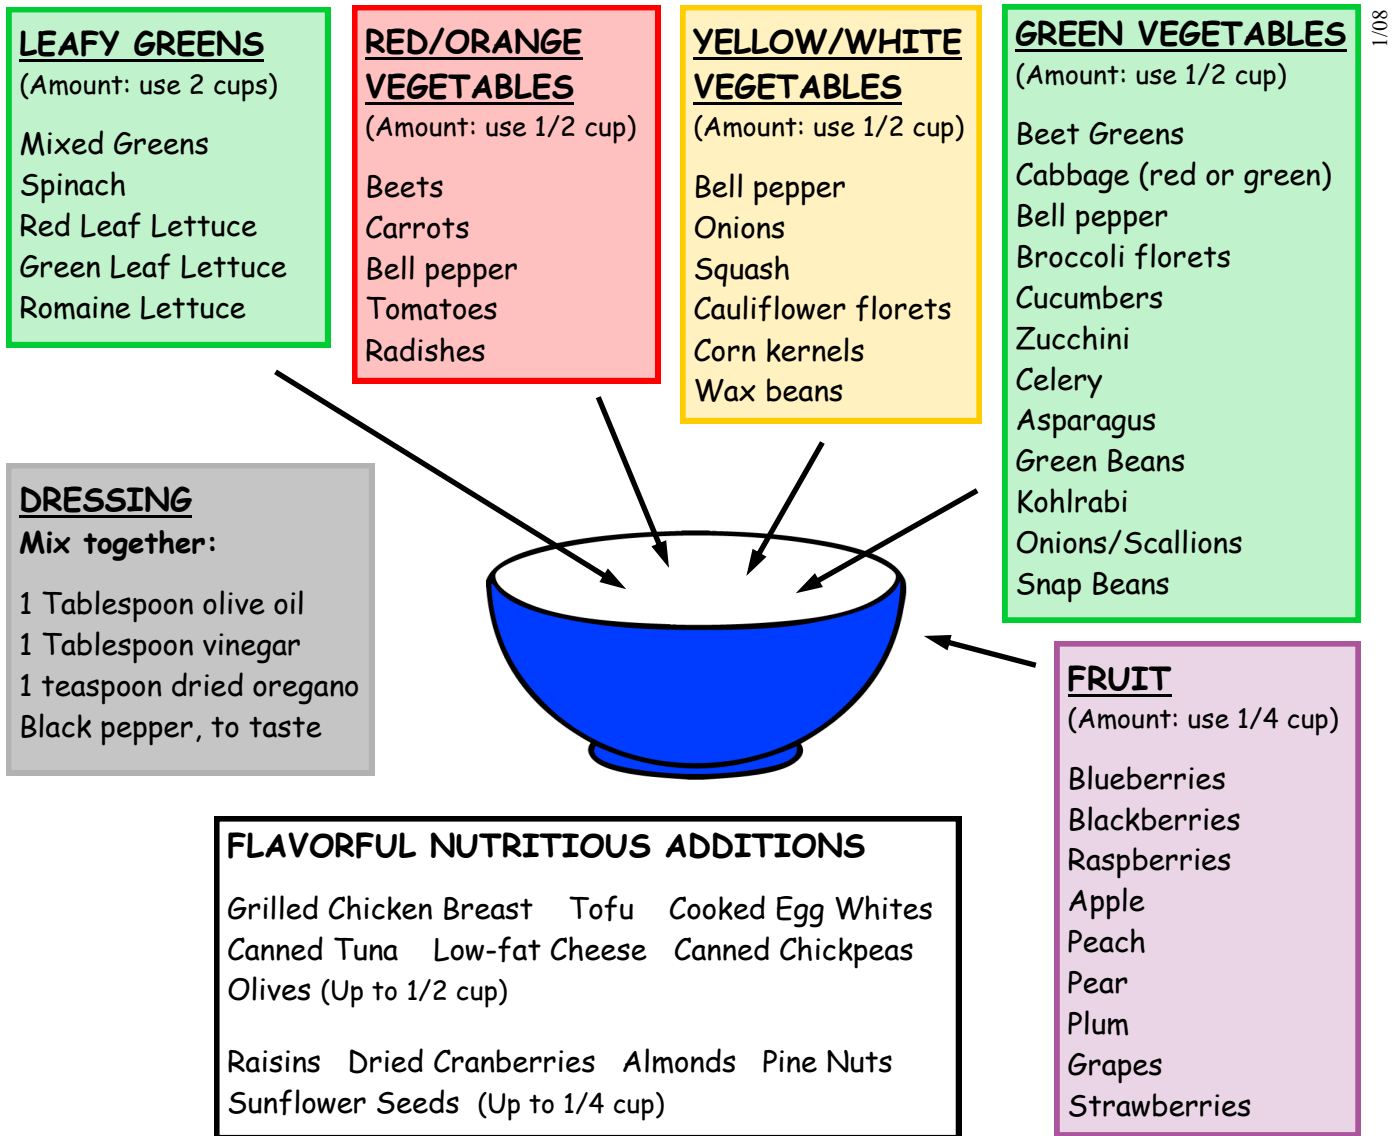 LEAFY GREENS
(Amount: use 2 cups)
Mixed Greens
Spinach
Red Leaf Lettuce
Green Leaf Lettuce
Romaine Lettuce
RED/ORANGE
VEGETABLES
(Amount: use 1/2 cup)
Beets
Carrots
Bell pepper
Tomatoes
Radishes
YELLOW/WHITE
VEGETABLES
(Amount: use 1/2 cup)
Bell pepper
Onions
Squash
Cauliflower florets
Corn kernels
Wax beans
GREEN VEGETABLES
(Amount: use 1/2 cup)
Beet Greens
Cabbage (red or green)
Bell pepper
Broccoli florets
Cucumbers
Zucchini
Celery
Asparagus
Green Beans
Kohlrabi
Onions/Scallions
Snap Beans
1/08
DRESSING
Mix together:
1 Tablespoon olive oil
1 Tablespoon vinegar
1 teaspoon dried oregano
Black pepper, to taste
FRUIT
(Amount: use 1/4 cup)
Blueberries
Blackberries
Raspberries
Apple
Peach
Pear
Plum
Grapes
Strawberries
FLAVORFUL NUTRITIOUS ADDITIONS
Grilled Chicken Breast Tofu Cooked Egg Whites
Canned Tuna Low-fat Cheese Canned Chickpeas
Olives (Up to 1/2 cup)
Raisins Dried Cranberries Almonds Pine Nuts
Sunflower Seeds (Up to 1/4 cup)